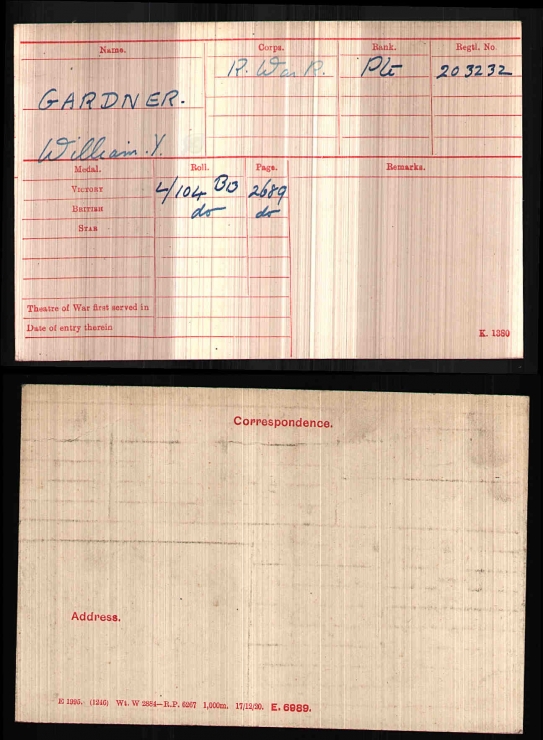 Name. Corps. Rank. Regtl. No.
R. War R. Pte 203232
GARDNER.
William. Y.
Medal. Roll. Page. Remarks.
VICTORY 4/104 B13 2689
BRITISH do do
STAR
Theatre of War first served in
Date of entry therein
K. 1380
Correspondence.
Address.
E 1995. (1246) Wt. W 2884—R.P. 6267 1,000m. 17/12/20. E. 6989.